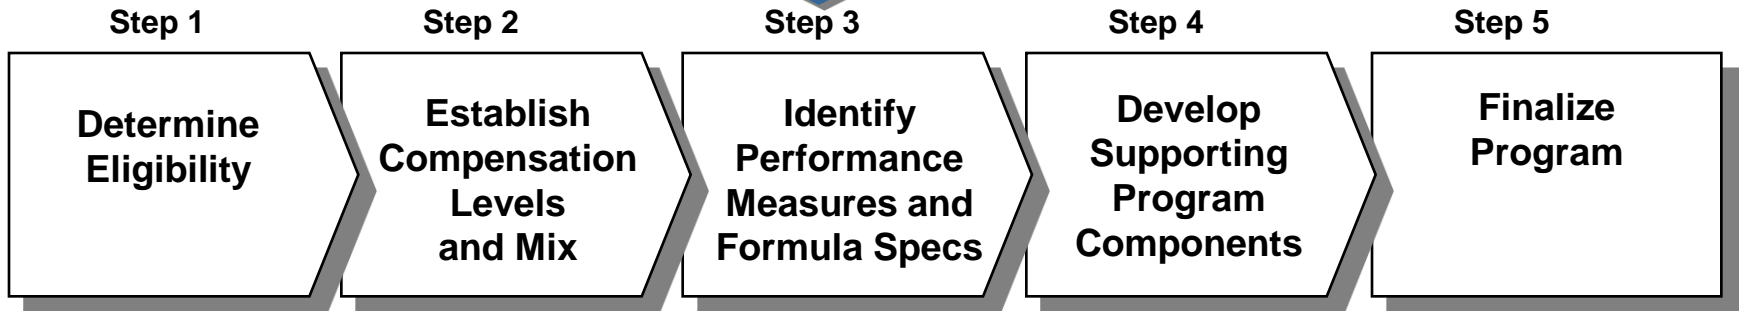 Step 1
Step 2
Step 3
Step 4
Step 5
Determine
Eligibility
Establish
Compensation
Levels
and Mix
Identify
Performance
Measures and
Formula Specs
Develop
Supporting
Program
Components
Finalize
Program